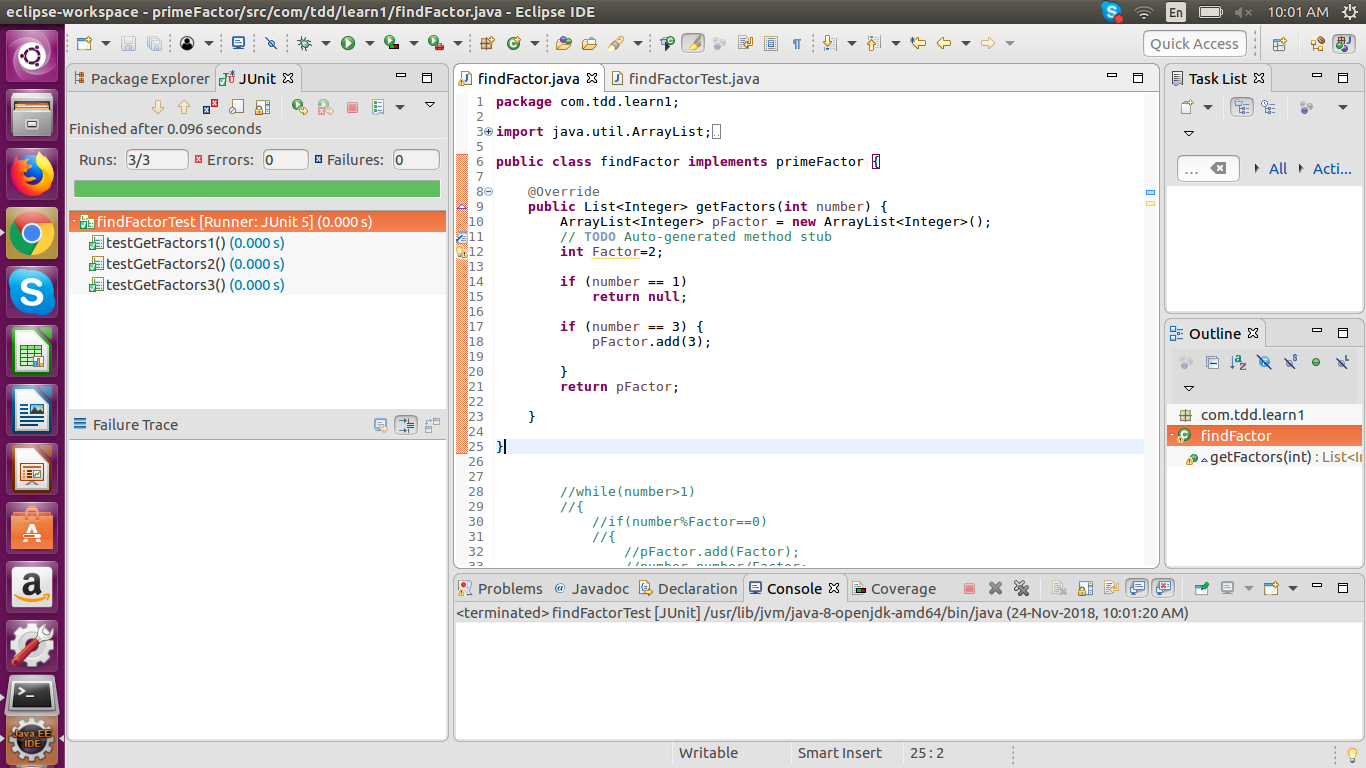 eclipse-workspace - primeFactor/src/com/tdd/learn1/findFactor.java - Eclipse IDE
En
10:01 AM
Quick Access
Package Explorer
JUnit
Finished after 0.096 seconds
Runs: 3/3
Errors: 0
Failures: 0
findFactorTest [Runner: JUnit 5] (0.000 s)
testGetFactors1() (0.000 s)
testGetFactors2() (0.000 s)
testGetFactors3() (0.000 s)
Failure Trace
findFactor.java
findFactorTest.java
1 package com.tdd.learn1;
2
3 import java.util.ArrayList;
5
6 public class findFactor implements primeFactor {
7
8 @Override
9 public List<Integer> getFactors(int number) {
10 ArrayList<Integer> pFactor = new ArrayList<Integer>();
11 // TODO Auto-generated method stub
12 int Factor=2;
13
14 if (number == 1)
15 return null;
16
17 if (number == 3) {
18 pFactor.add(3);
19
20 }
21 return pFactor;
22
23 }
24
25 }
26
27
28 //while(number>1)
29 //{
30 //if(number%Factor==0)
31 //{
32 //pFactor.add(Factor);
33 //number=number/Factor;
Task List
...
All
Acti...
Outline
com.tdd.learn1
findFactor
getFactors(int) : List<I
Problems
Javadoc
Declaration
Console
Coverage
<terminated> findFactorTest [JUnit] /usr/lib/jvm/java-8-openjdk-amd64/bin/java (24-Nov-2018, 10:01:20 AM)
Java EE
IDE
Writable
Smart Insert
25 : 2